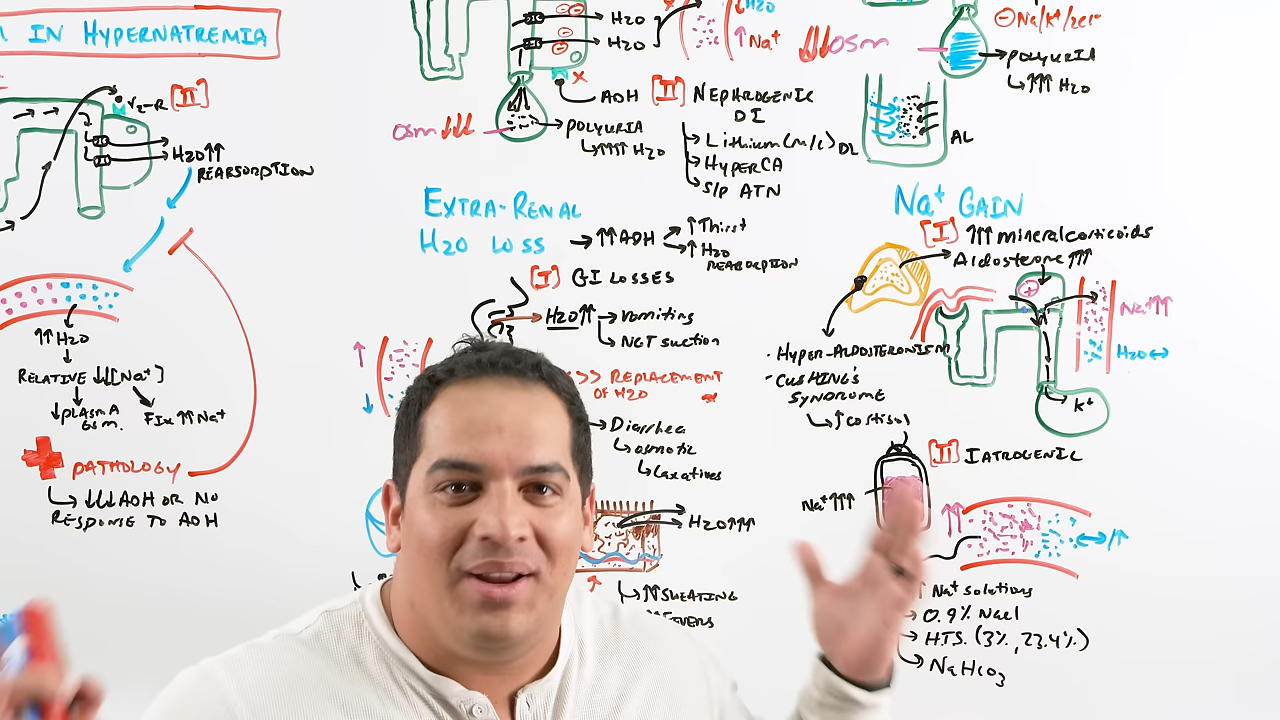 IN HYPERNATREMIA
V2-R [II]
H2O↑↑
REABSORPTION
↑↑H2O
RELATIVE ↓↓[Na⁺]
↓PLASMA
OSM.
↑↑Na⁺
PATHOLOGY
↓↓↓ADH OR NO
RESPONSE TO ADH
H2O
H2O
↓H2O
↑Na⁺
ADH
OSM ↓↓↓
POLYURIA
↑↑↑↑ H2O
[II] NEPHROGENIC
DI
Lithium (m/c)
HYPERCA
S/P ATN
↓↓OSM
⊖Na⁺/K⁺/2Cl⁻
POLYURIA
↑↑↑ H2O
DL
AL
EXTRA-RENAL
H2O LOSS → ↑↑ADH
↑Thirst
↑H2O
REABSORPTION
[I] GI LOSSES
H2O↑↑
vomiting
NGT suction
>> REPLACEMENT
OF H2O
Diarrhea
osmotic
Laxatives
H2O↑↑↑
↑↑SWEATING
FEVERS
Na⁺ GAIN
[I] ↑↑↑ mineralcorticoids
Aldosterone ↑↑↑
Na⁺↑↑
H2O↔
K⁺
· HYPER-ALDOSTERONISM
- CUSHING'S
SYNDROME
↑cortisol
[II] IATROGENIC
Na⁺↑↑↑
↑↑
↔/↑
↑ Na⁺ solutions
0.9% NaCl
H.T.S. (3%, 23.4%)
NaHCO3